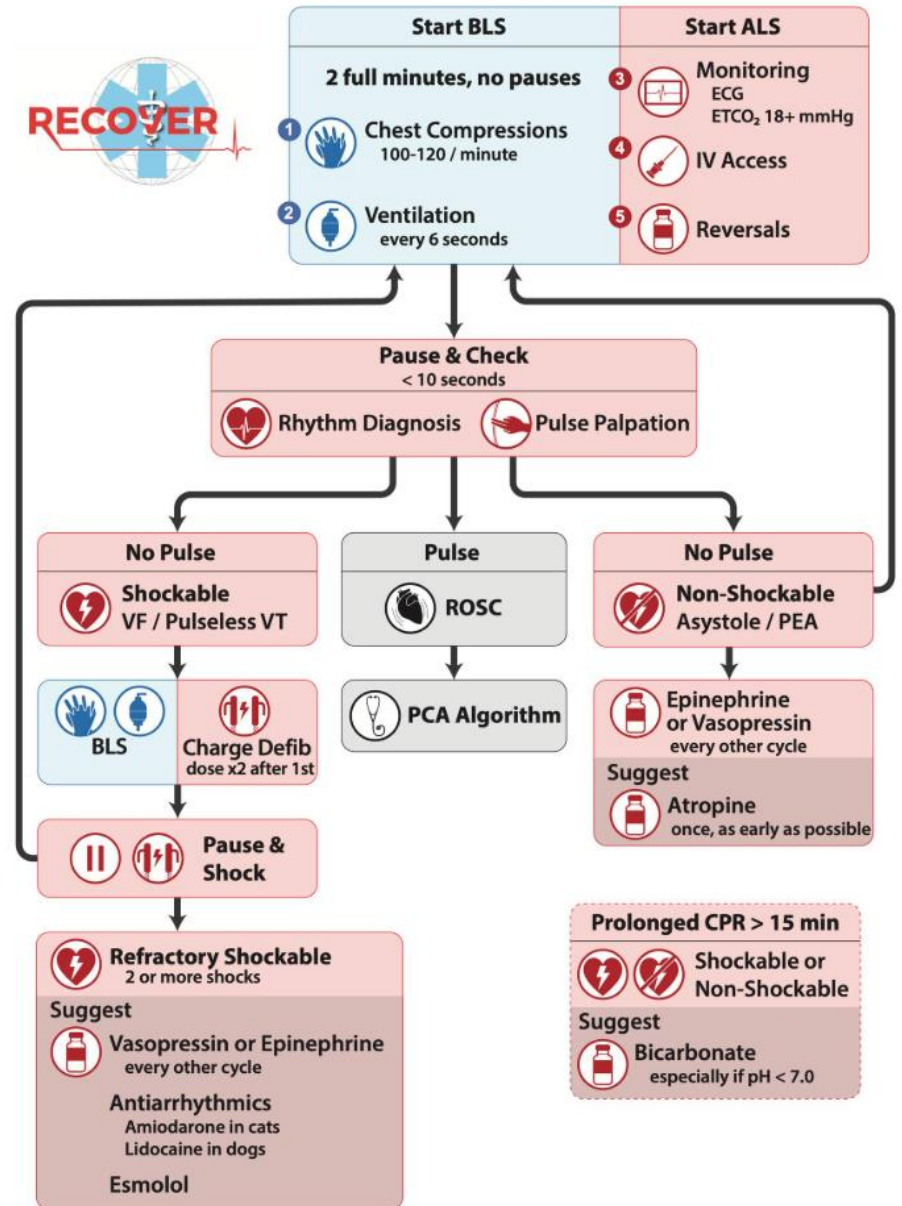 RECOVER
Start BLS
2 full minutes, no pauses
1
Chest Compressions
100-120 / minute
2
Ventilation
every 6 seconds
Start ALS
3
Monitoring
ECG
ETCO₂ 18+ mmHg
4
IV Access
5
Reversals
Pause & Check
< 10 seconds
Rhythm Diagnosis
Pulse Palpation
No Pulse
Shockable
VF / Pulseless VT
BLS
Charge Defib
dose x2 after 1st
Pause &
Shock
Refractory Shockable
2 or more shocks
Suggest
Vasopressin or Epinephrine
every other cycle
Antiarrhythmics
Amiodarone in cats
Lidocaine in dogs
Esmolol
Pulse
ROSC
PCA Algorithm
No Pulse
Non-Shockable
Asystole / PEA
Epinephrine
or Vasopressin
every other cycle
Suggest
Atropine
once, as early as possible
Prolonged CPR > 15 min
Shockable or
Non-Shockable
Suggest
Bicarbonate
especially if pH < 7.0